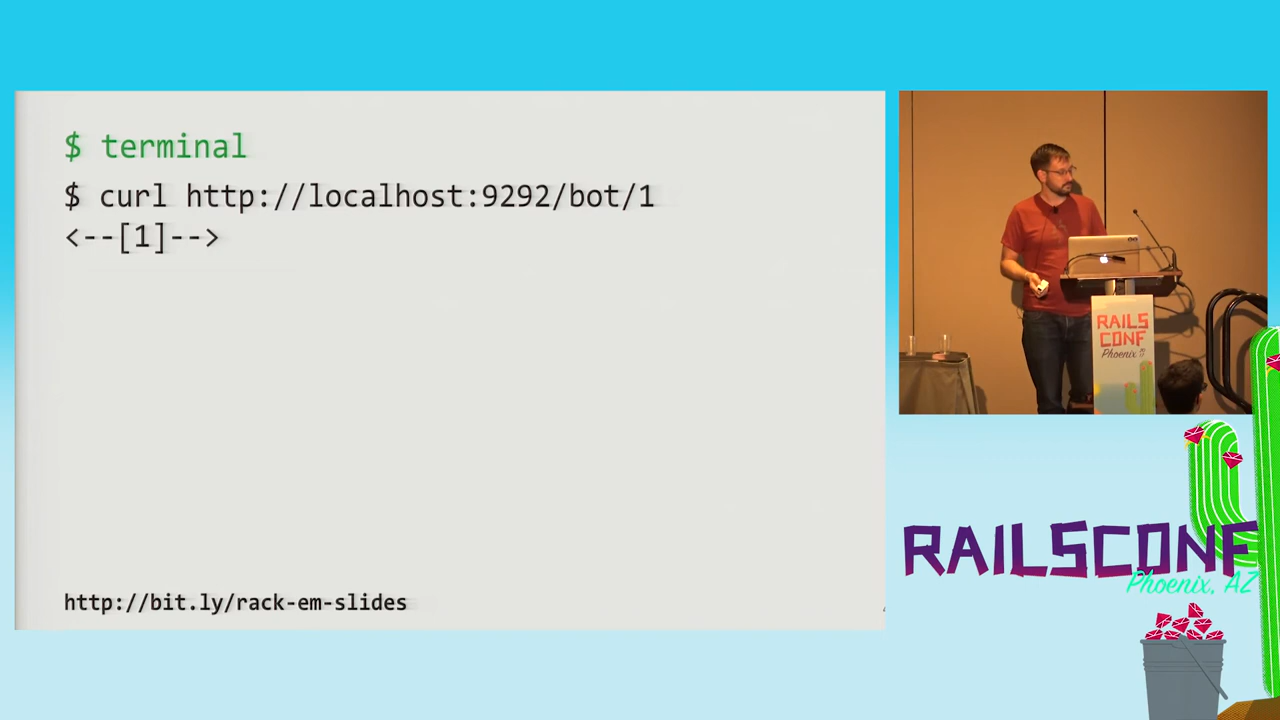 $ terminal
$ curl http://localhost:9292/bot/1
<--[1]-->
http://bit.ly/rack-em-slides
RAILS
CONF
Phoenix
RAILSCONF
Phoenix, AZ